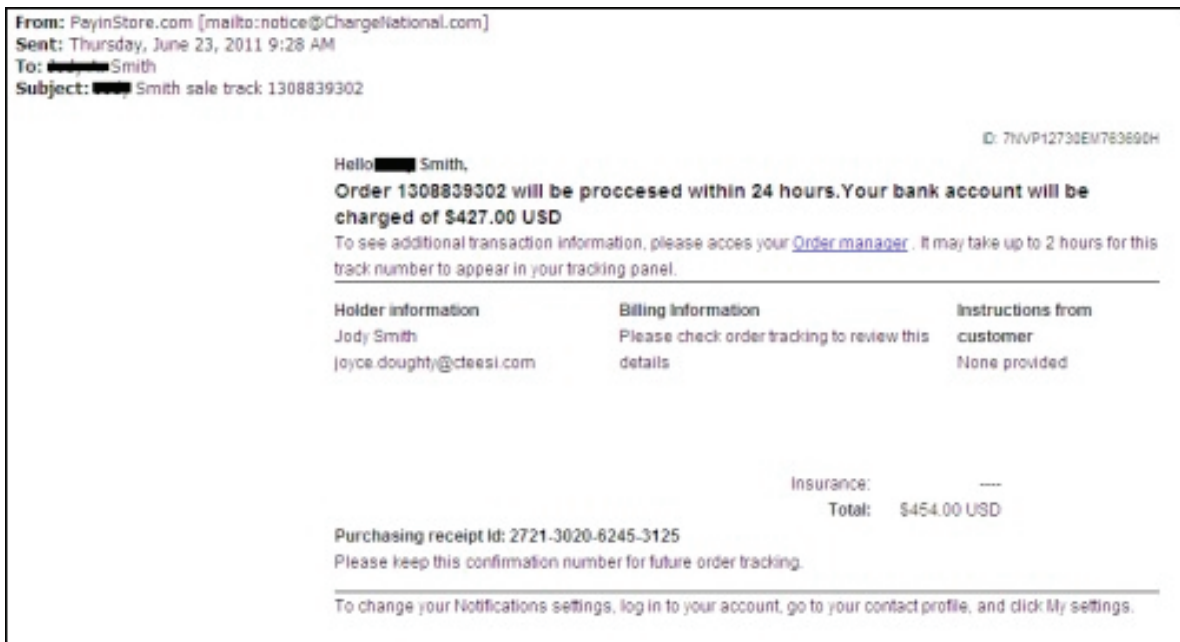 From: PayinStore.com [mailto:notice@ChargeNational.com]
Sent: Thursday, June 23, 2011 9:28 AM
To: Smith
Subject: Smith sale track 1308839302
ID: 7NVP12730EM763690H
Hello Smith,
Order 1308839302 will be proccesed within 24 hours.Your bank account will be
charged of $427.00 USD
To see additional transaction information, please acces your Order manager . It may take up to 2 hours for this
track number to appear in your tracking panel.
Holder information
Jody Smith
joyce.doughty@cteesi.com
Billing Information
Please check order tracking to review this
details
Instructions from
customer
None provided
Insurance: ----
Total: $454.00 USD
Purchasing receipt Id: 2721-3020-6245-3125
Please keep this confirmation number for future order tracking.
To change your Notifications settings, log in to your account, go to your contact profile, and click My settings.